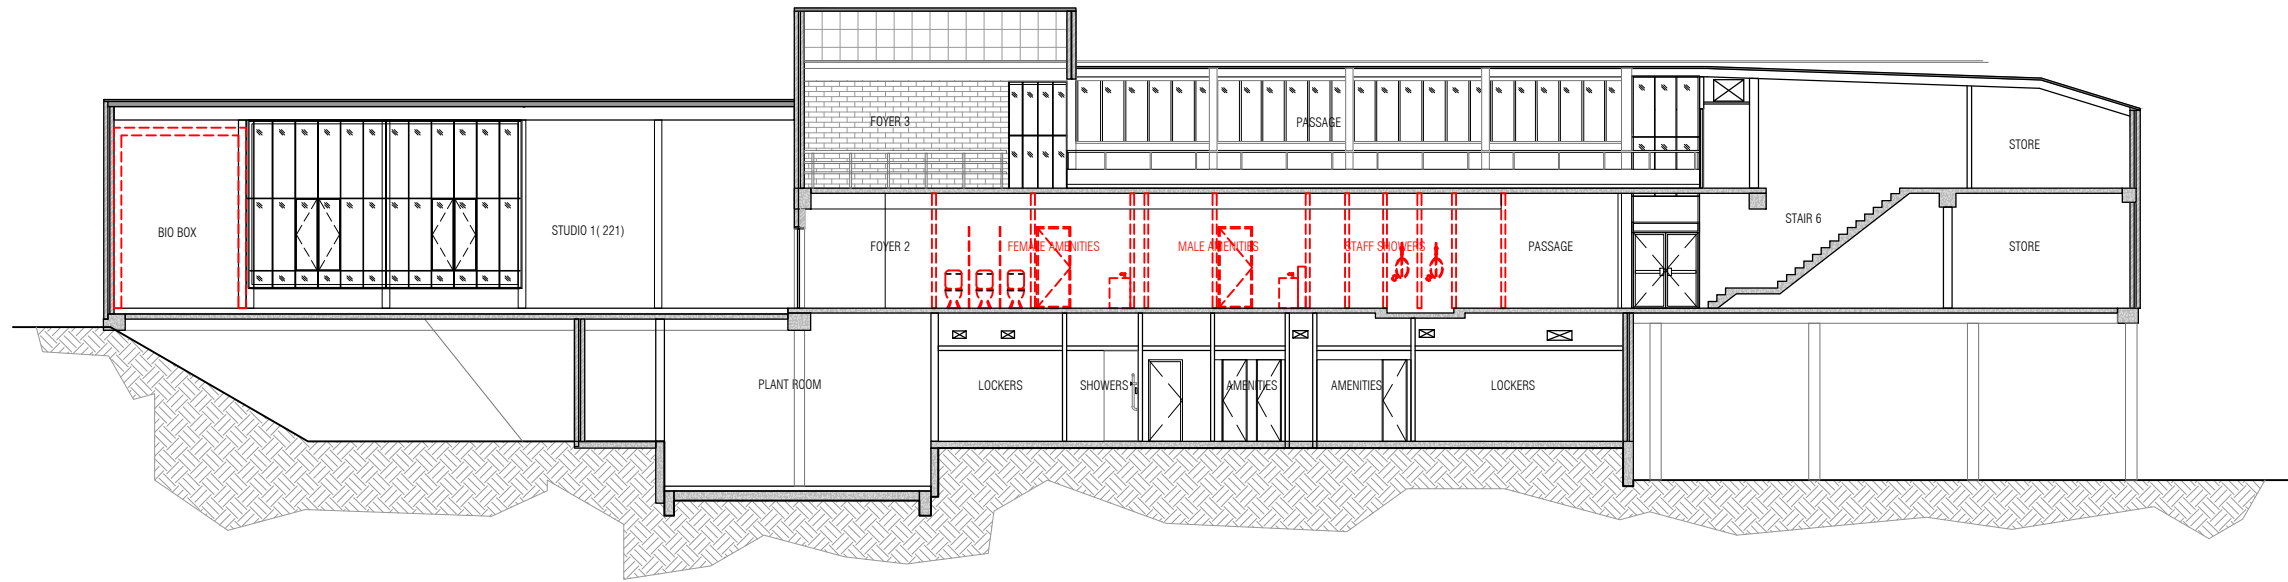 FOYER 3
PASSAGE
STORE
BIO BOX
STUDIO 1( 221)
FOYER 2
FEMALE AMENITIES
MALE AMENITIES
STAFF SHOWERS
PASSAGE
STAIR 6
STORE
PLANT ROOM
LOCKERS
SHOWERS
AMENITIES
AMENITIES
LOCKERS